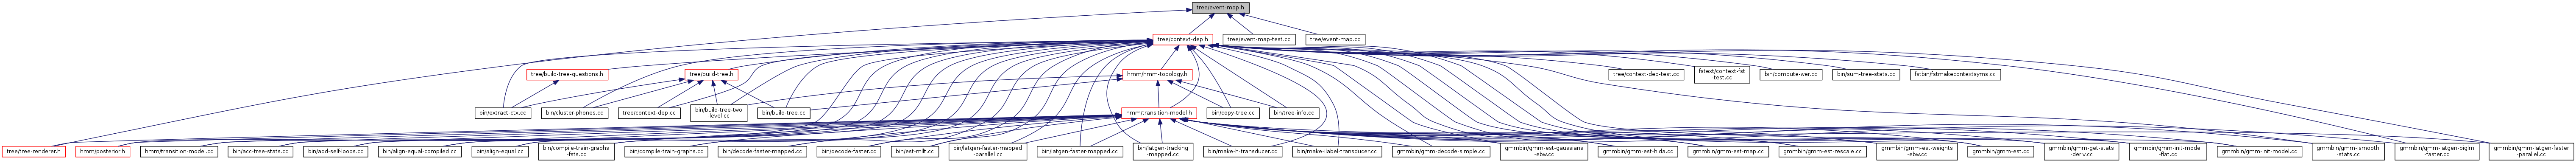 tree/event-map.h
tree/context-dep.h
tree/event-map-test.cc
tree/event-map.cc
tree/build-tree-questions.h
tree/build-tree.h
hmm/hmm-topology.h
tree/context-dep-test.cc
fstext/context-fst
-test.cc
bin/compute-wer.cc
bin/sum-tree-stats.cc
fstbin/fstmakecontextsyms.cc
bin/extract-ctx.cc
bin/cluster-phones.cc
tree/context-dep.cc
bin/build-tree-two
-level.cc
bin/build-tree.cc
hmm/transition-model.h
bin/copy-tree.cc
bin/tree-info.cc
tree/tree-renderer.h
hmm/posterior.h
hmm/transition-model.cc
bin/acc-tree-stats.cc
bin/add-self-loops.cc
bin/align-equal-compiled.cc
bin/align-equal.cc
bin/compile-train-graphs
-fsts.cc
bin/compile-train-graphs.cc
bin/decode-faster-mapped.cc
bin/decode-faster.cc
bin/est-mllt.cc
bin/latgen-faster-mapped
-parallel.cc
bin/latgen-faster-mapped.cc
bin/latgen-tracking
-mapped.cc
bin/make-h-transducer.cc
bin/make-ilabel-transducer.cc
gmmbin/gmm-decode-simple.cc
gmmbin/gmm-est-gaussians
-ebw.cc
gmmbin/gmm-est-hlda.cc
gmmbin/gmm-est-map.cc
gmmbin/gmm-est-rescale.cc
gmmbin/gmm-est-weights
-ebw.cc
gmmbin/gmm-est.cc
gmmbin/gmm-get-stats
-deriv.cc
gmmbin/gmm-init-model
-flat.cc
gmmbin/gmm-init-model.cc
gmmbin/gmm-ismooth
-stats.cc
gmmbin/gmm-latgen-biglm
-faster.cc
gmmbin/gmm-latgen-faster
-parallel.cc